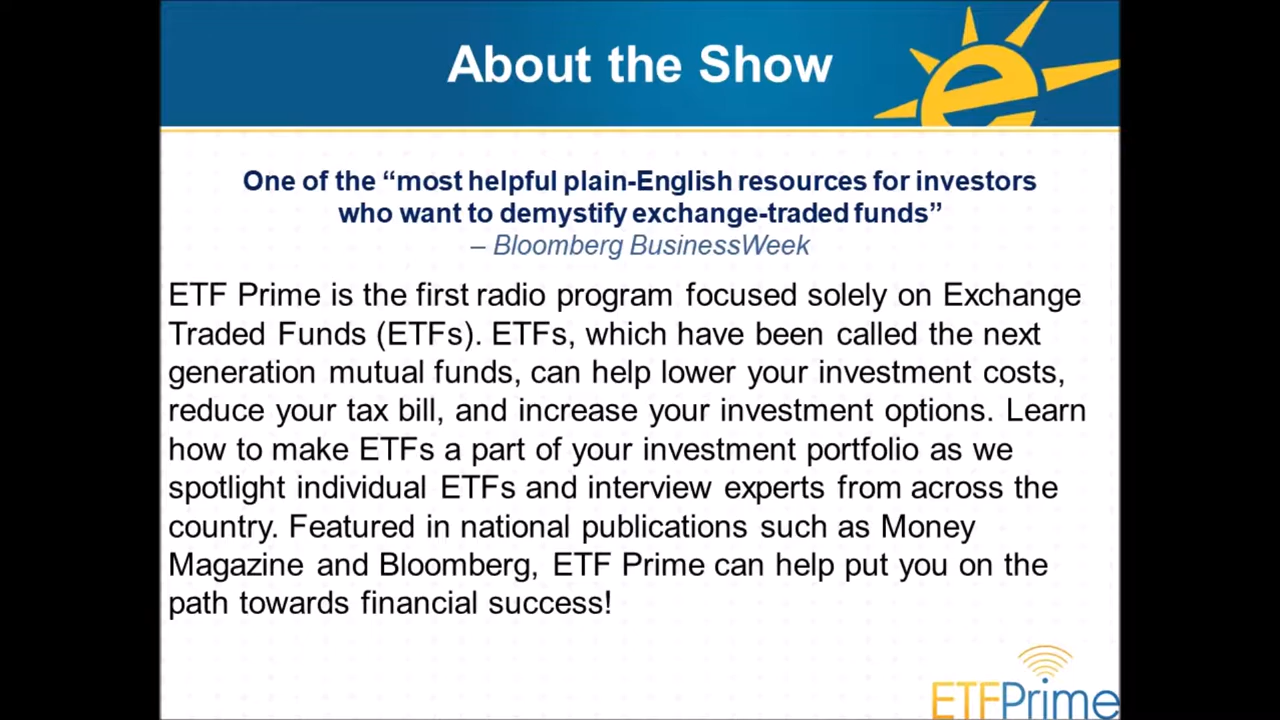 About the Show
One of the “most helpful plain-English resources for investors
who want to demystify exchange-traded funds”
– Bloomberg BusinessWeek
ETF Prime is the first radio program focused solely on Exchange
Traded Funds (ETFs). ETFs, which have been called the next
generation mutual funds, can help lower your investment costs,
reduce your tax bill, and increase your investment options. Learn
how to make ETFs a part of your investment portfolio as we
spotlight individual ETFs and interview experts from across the
country. Featured in national publications such as Money
Magazine and Bloomberg, ETF Prime can help put you on the
path towards financial success!
ETFPrime